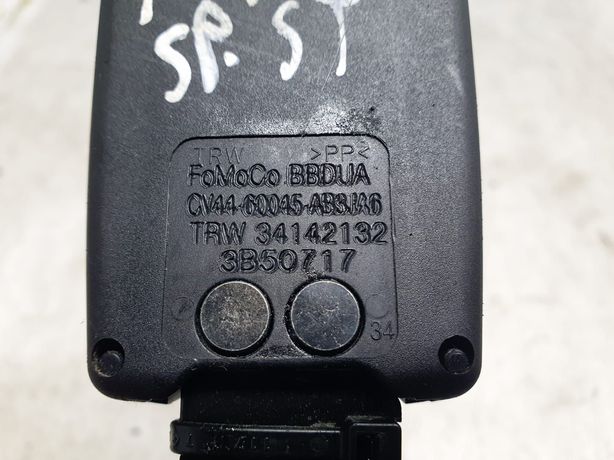 SP. ST
TRW >PP<
FoMoCo BBDUA
CV44-60045-AB3JA6
TRW 34142132
3B50717
34